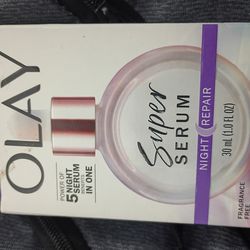 OLAY
POWER OF
5 NIGHT
SERUM
IN ONE
Super
SERUM
NIGHT REPAIR
30 mL (1.0 FL OZ)
FRAGRANCE
FREE